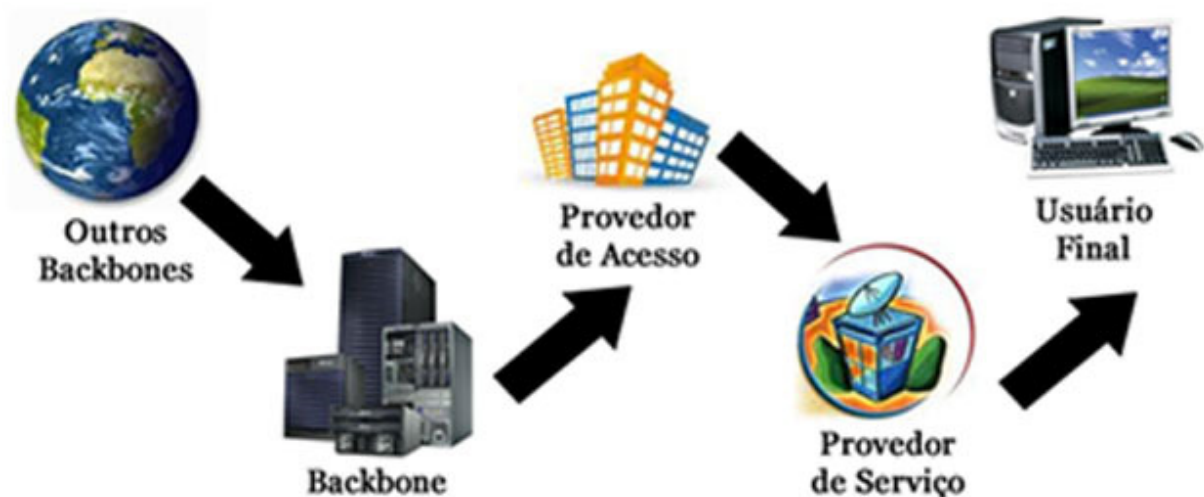 Outros
Backbones
Backbone
Provedor
de Acesso
Provedor
de Serviço
Usuário
Final